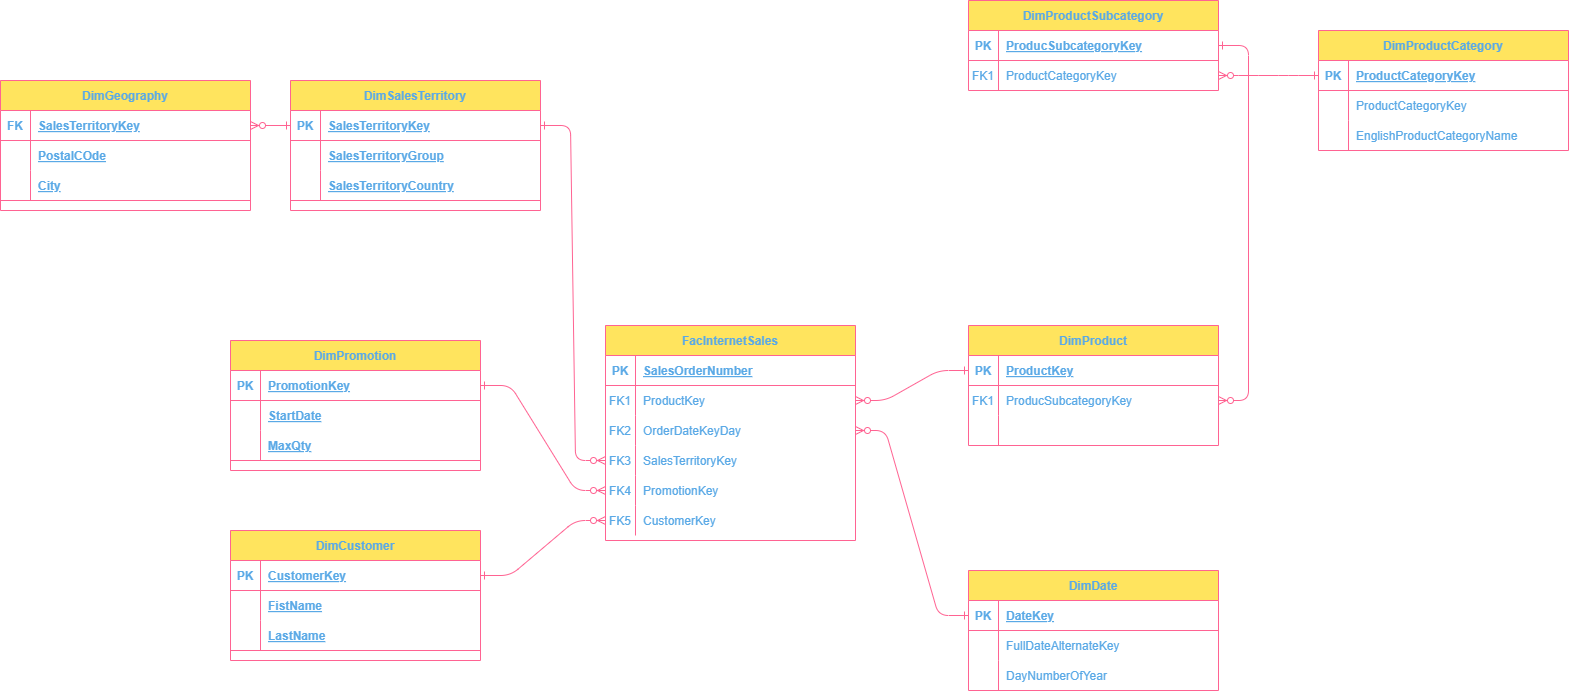 DimProductSubcategory
PK ProducSubcategoryKey
FK1 ProductCategoryKey
DimProductCategory
PK ProductCategoryKey
ProductCategoryKey
EnglishProductCategoryName
DimGeography
FK SalesTerritoryKey
PostalCOde
City
DimSalesTerritory
PK SalesTerritoryKey
SalesTerritoryGroup
SalesTerritoryCountry
DimPromotion
PK PromotionKey
StartDate
MaxQty
FacInternetSales
PK SalesOrderNumber
FK1 ProductKey
FK2 OrderDateKeyDay
FK3 SalesTerritoryKey
FK4 PromotionKey
FK5 CustomerKey
DimProduct
PK ProductKey
FK1 ProducSubcategoryKey
DimCustomer
PK CustomerKey
FistName
LastName
DimDate
PK DateKey
FullDateAlternateKey
DayNumberOfYear